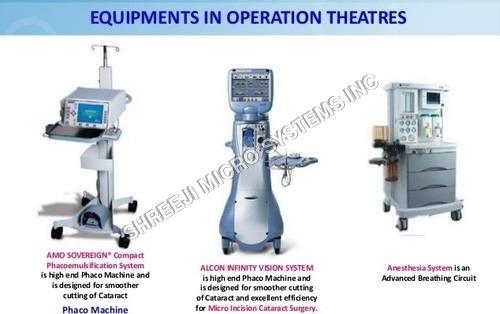 EQUIPMENTS IN OPERATION THEATRES
SHREEJI MICRO SYSTEMS INC
AMO SOVEREIGN® Compact
Phacoemulsification System
is high end Phaco Machine and
is designed for smoother
cutting of Cataract
Phaco Machine
ALCON INFINITY VISION SYSTEM
is high end Phaco Machine and
is designed for smoother cutting
of Cataract and excellent efficiency
for Micro Incision Cataract Surgery.
Anesthesia System is an
Advanced Breathing Circuit